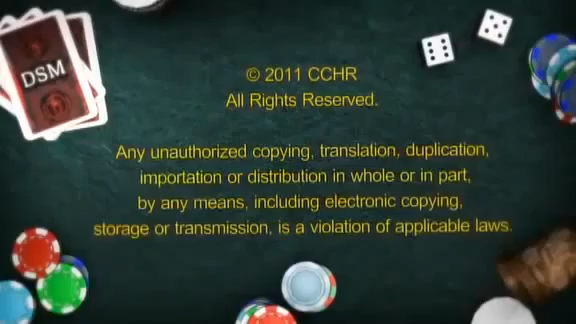 DSM
© 2011 CCHR
All Rights Reserved.
Any unauthorized copying, translation, duplication,
importation or distribution in whole or in part,
by any means, including electronic copying,
storage or transmission, is a violation of applicable laws.